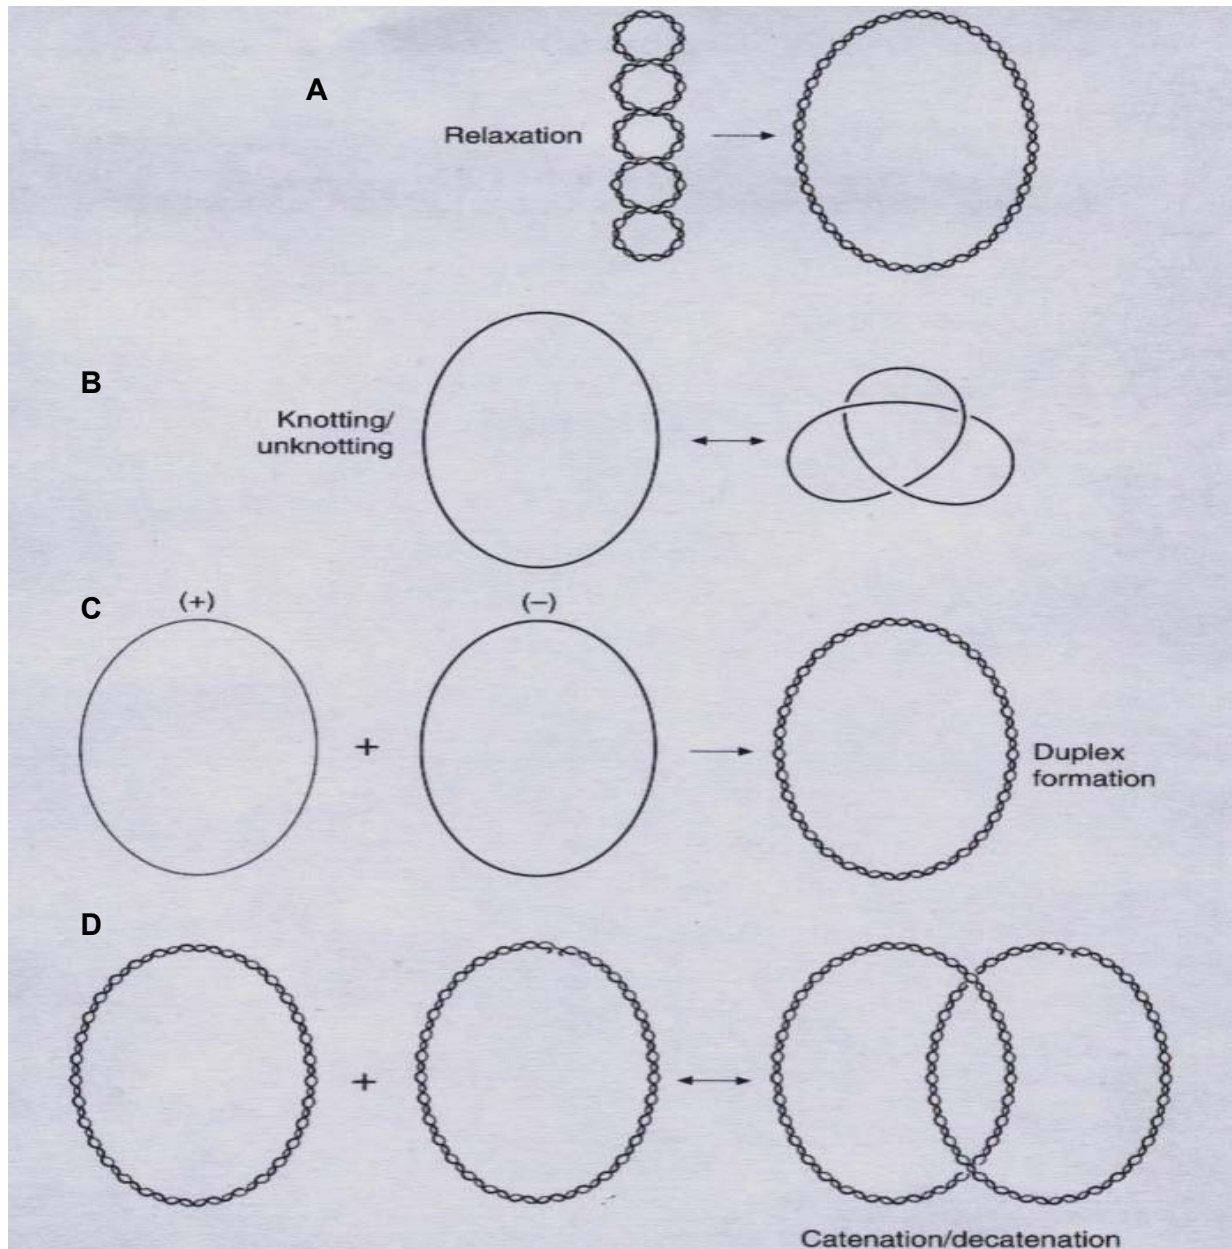 A
Relaxation
B
Knotting/
unknotting
C
(+)
(−)
+
Duplex
formation
D
+
Catenation/decatenation